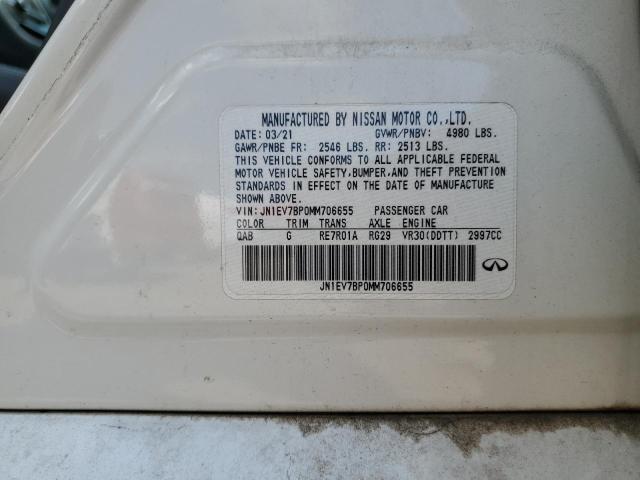 MANUFACTURED BY NISSAN MOTOR CO.,LTD.
DATE: 03/21 GVWR/PNBV: 4980 LBS.
GAWR/PNBE FR: 2546 LBS. RR: 2513 LBS.
THIS VEHICLE CONFORMS TO ALL APPLICABLE FEDERAL
MOTOR VEHICLE SAFETY,BUMPER,AND THEFT PREVENTION
STANDARDS IN EFFECT ON THE DATE OF MANUFACTURE
SHOWN ABOVE.
VIN: JN1EV7BP0MM706655 PASSENGER CAR
COLOR TRIM TRANS AXLE ENGINE
QAB G RE7R01A RG29 VR30(DDTT) 2997CC
JN1EV7BP0MM706655